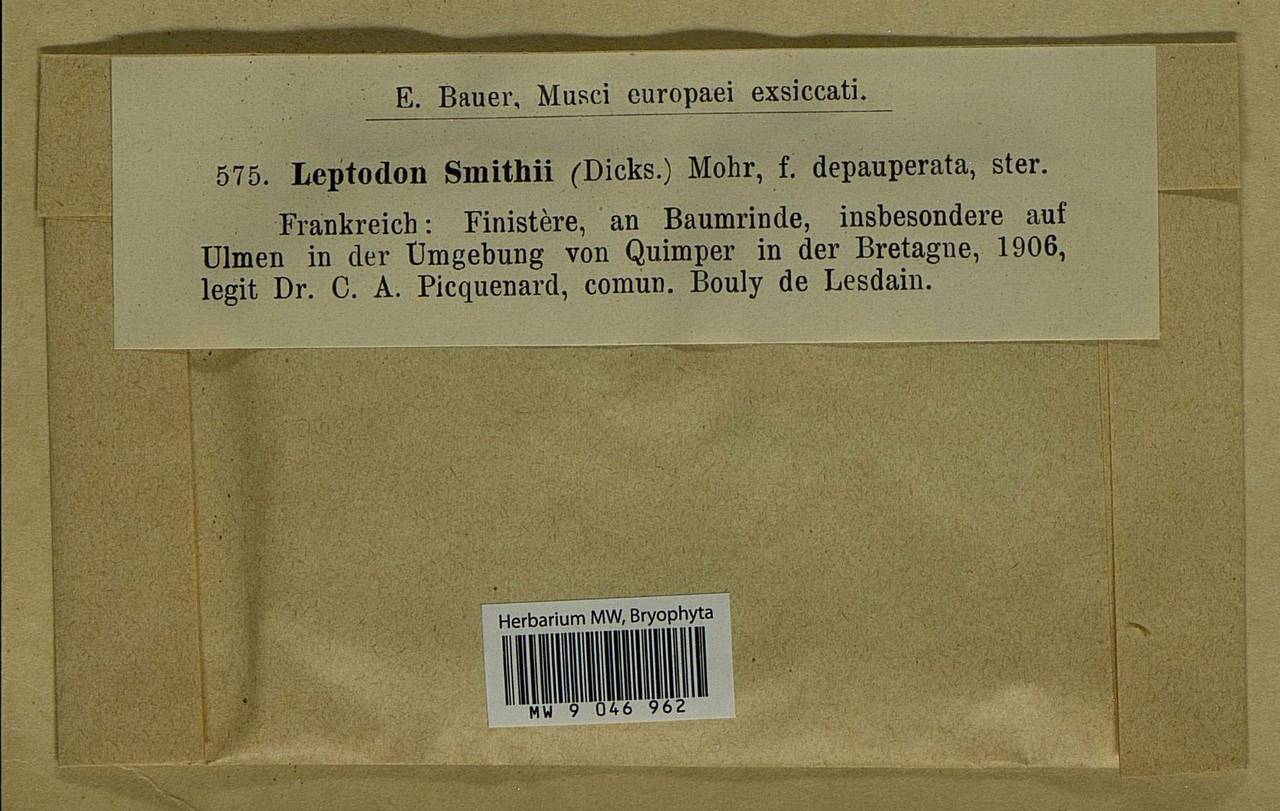 E. Bauer, Musci europaei exsiccati.
575. Leptodon Smithii (Dicks.) Mohr, f. depauperata, ster.
Frankreich: Finistère, an Baumrinde, insbesondere auf
Ulmen in der Umgebung von Quimper in der Bretagne, 1906,
legit Dr. C. A. Picquenard, comun. Bouly de Lesdain.
Herbarium MW, Bryophyta
MW 9 046 962